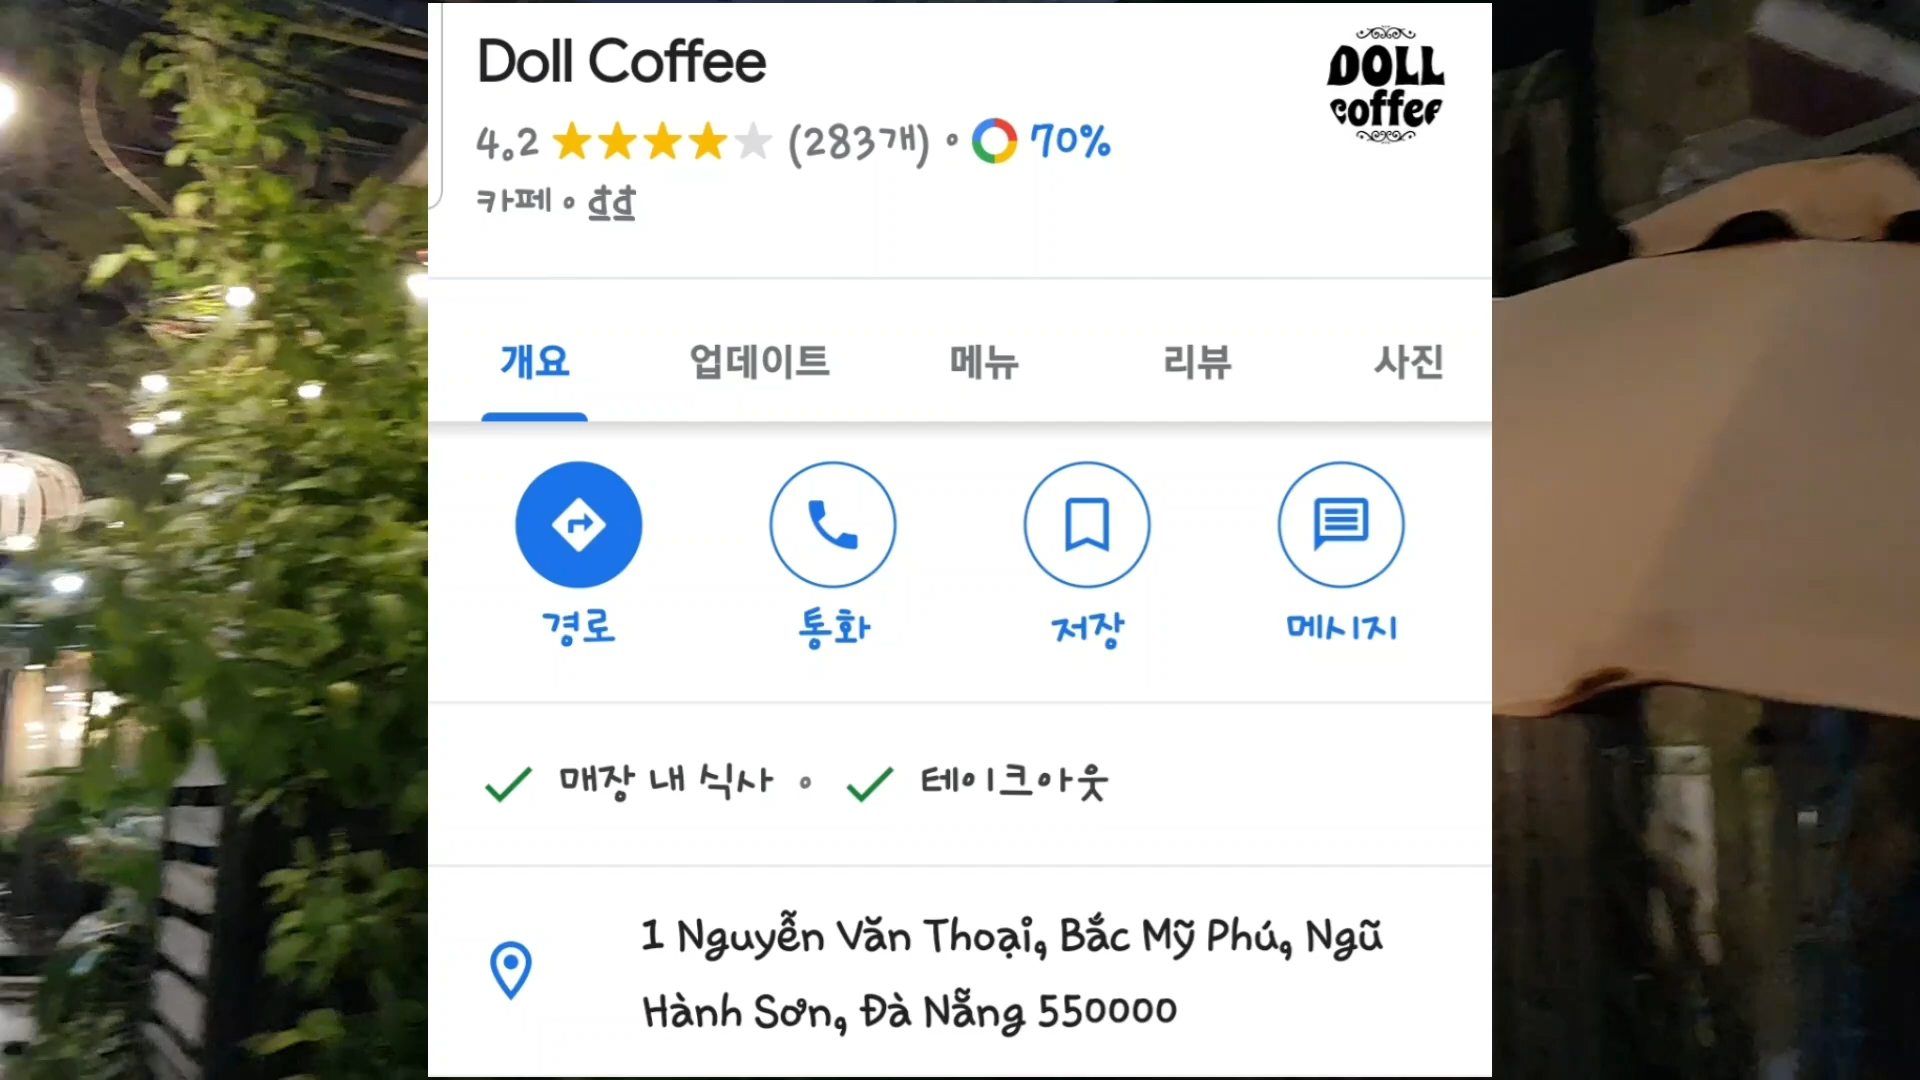 Doll Coffee
DOLL
coffee
4.2 (283개) • 70%
카페 • đđ
개요 업데이트 메뉴 리뷰 사진
경로 통화 저장 메시지
매장 내 식사 • 테이크아웃
1 Nguyễn Văn Thoại, Bắc Mỹ Phú, Ngũ
Hành Sơn, Đà Nẵng 550000